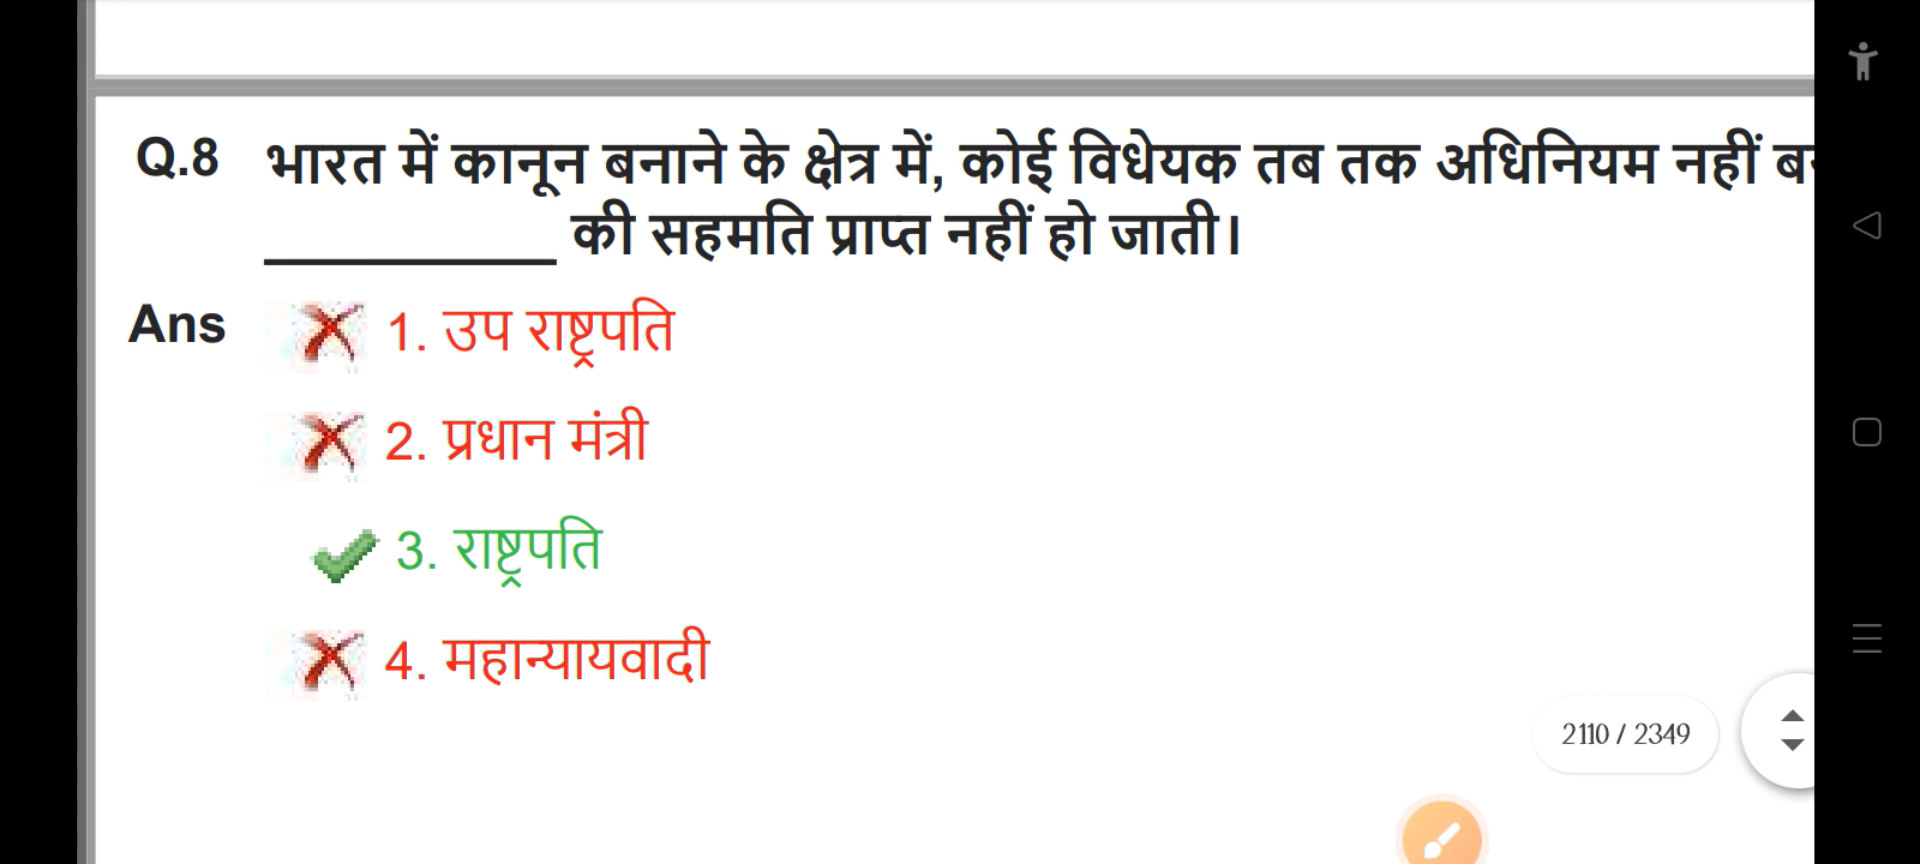 Q.8 भारत में कानून बनाने के क्षेत्र में, कोई विधेयक तब तक अधिनियम नहीं
__________ की सहमति प्राप्त नहीं हो जाती।
Ans 1. उप राष्ट्रपति
2. प्रधान मंत्री
3. राष्ट्रपति
4. महान्यायवादी
2110 / 2349